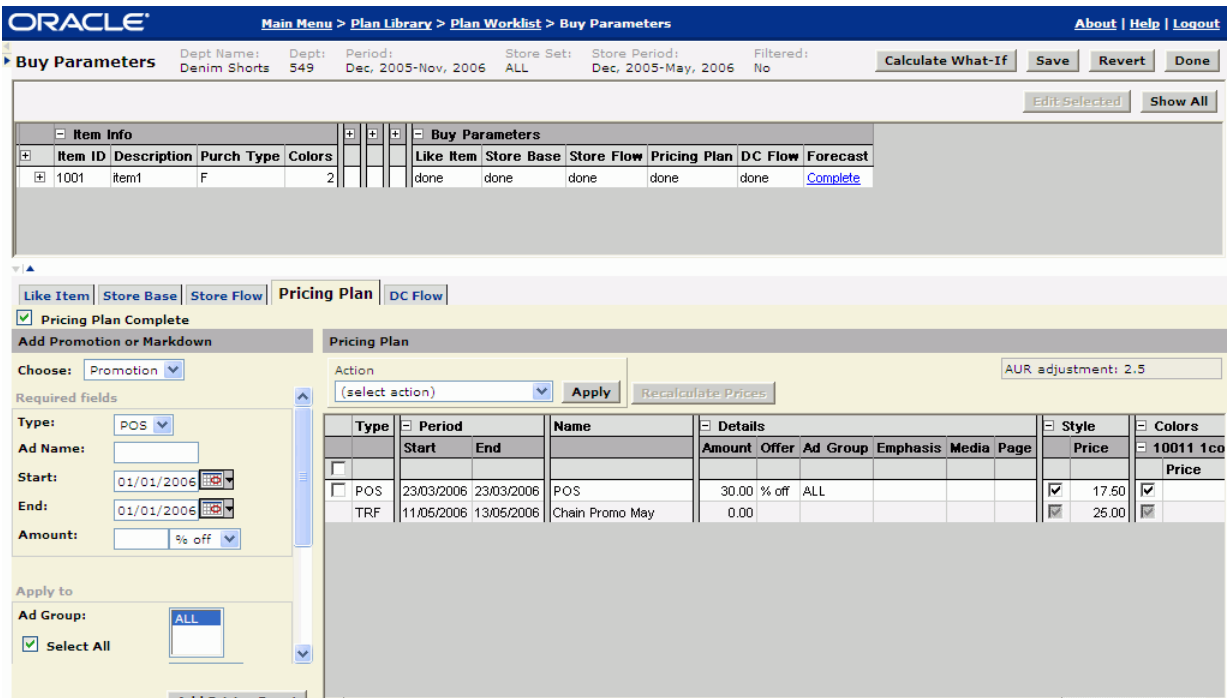 ORACLE Main Menu > Plan Library > Plan Worklist > Buy Parameters About | Help | Logout
Buy Parameters Dept Name: Denim Shorts Dept: 549 Period: Dec, 2005-Nov, 2006 Store Set: ALL Store Period: Dec, 2005-May, 2006 Filtered: No Calculate What-If Save Revert Done
Edit Selected Show All
Item Info Buy Parameters
Item ID Description Purch Type Colors Like Item Store Base Store Flow Pricing Plan DC Flow Forecast
1001 item1 F 2 done done done done done Complete
Like Item Store Base Store Flow Pricing Plan DC Flow
Pricing Plan Complete
Add Promotion or Markdown
Choose: Promotion
Required fields
Type: POS
Ad Name:
Start: 01/01/2006
End: 01/01/2006
Amount: % off
Apply to
Ad Group: ALL
Select All
Pricing Plan
Action
(select action) Apply Recalculate Prices
AUR adjustment: 2.5
Type Period Name Details Style Colors
Start End Amount Offer Ad Group Emphasis Media Page Price 10011 1co
Price
POS 23/03/2006 23/03/2006 POS 30.00 % off ALL 17.50
TRF 11/05/2006 13/05/2006 Chain Promo May 0.00 25.00